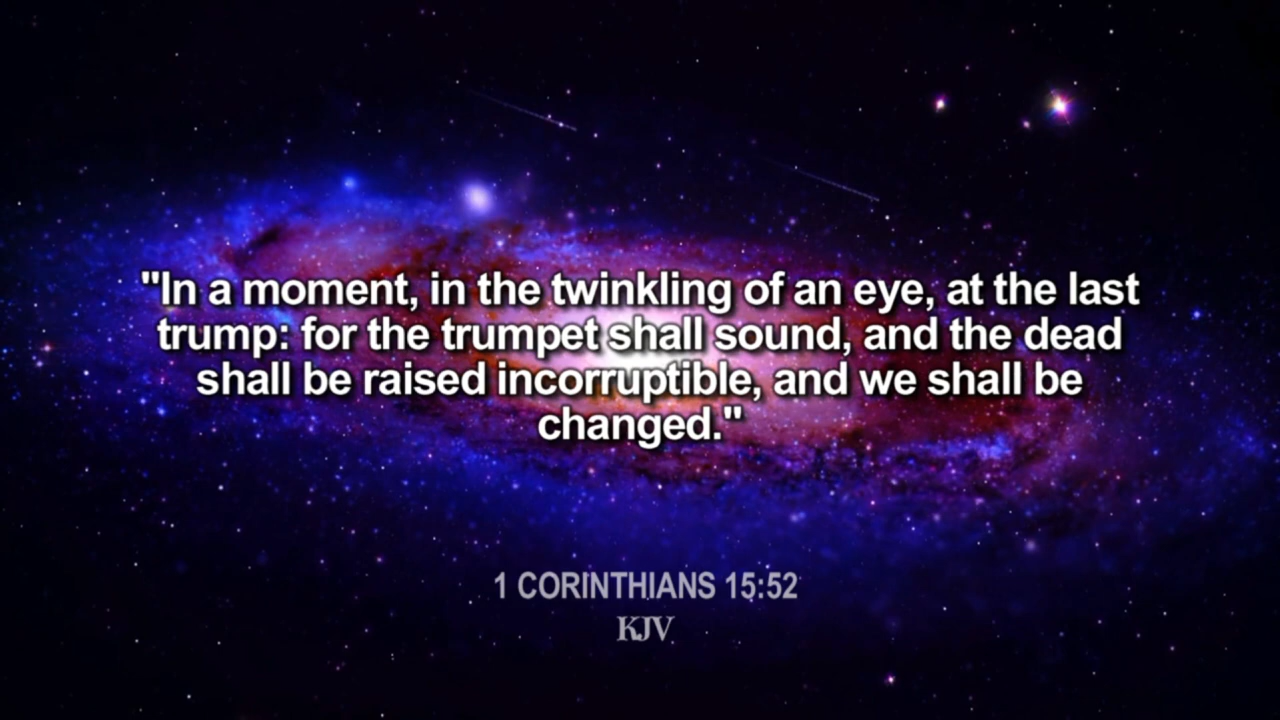 "In a moment, in the twinkling of an eye, at the last
trump: for the trumpet shall sound, and the dead
shall be raised incorruptible, and we shall be
changed."
1 CORINTHIANS 15:52
KJV